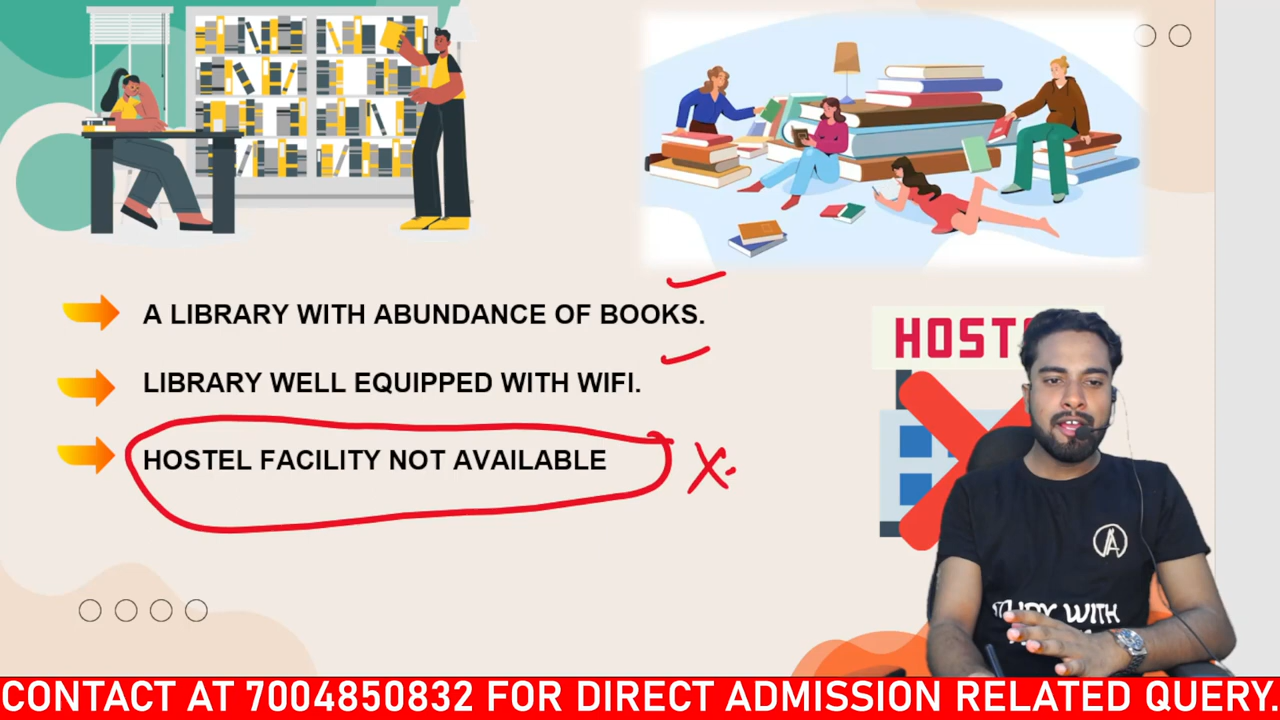 A LIBRARY WITH ABUNDANCE OF BOOKS.
LIBRARY WELL EQUIPPED WITH WIFI.
HOSTEL FACILITY NOT AVAILABLE
X
WITH
CONTACT AT 7004850832 FOR DIRECT ADMISSION RELATED QUERY.